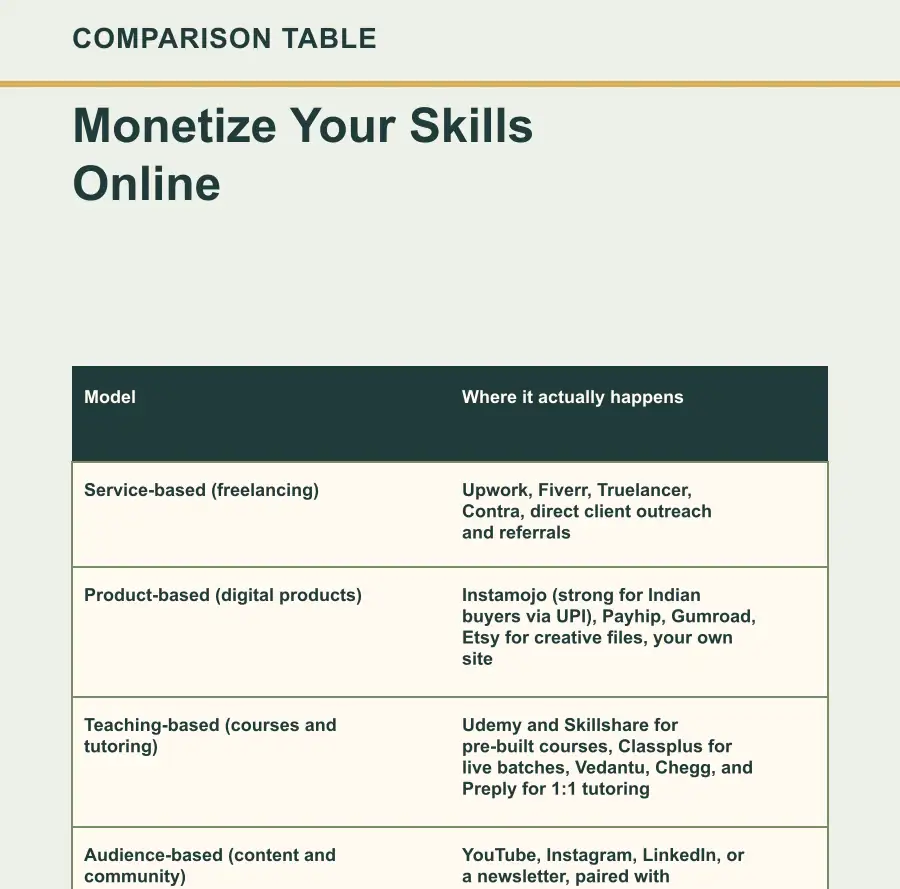 COMPARISON TABLE
Monetize Your Skills
Online
Model
Where it actually happens
Service-based (freelancing)
Upwork, Fiverr, Truelancer,
Contra, direct client outreach
and referrals
Product-based (digital products)
Instamojo (strong for Indian
buyers via UPI), Payhip, Gumroad,
Etsy for creative files, your own
site
Teaching-based (courses and
tutoring)
Udemy and Skillshare for
pre-built courses, Classplus for
live batches, Vedantu, Chegg, and
Preply for 1:1 tutoring
Audience-based (content and
community)
YouTube, Instagram, LinkedIn, or
a newsletter, paired with